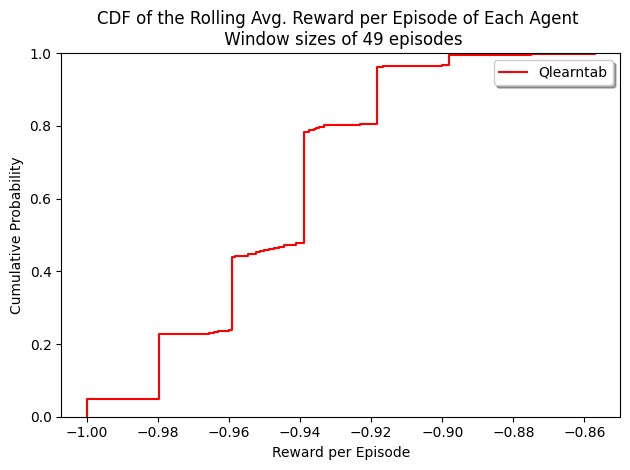 CDF of the Rolling Avg. Reward per Episode of Each Agent
Window sizes of 49 episodes
Qlearntab
Cumulative Probability
1.0
0.8
0.6
0.4
0.2
0.0
−1.00 −0.98 −0.96 −0.94 −0.92 −0.90 −0.88 −0.86
Reward per Episode